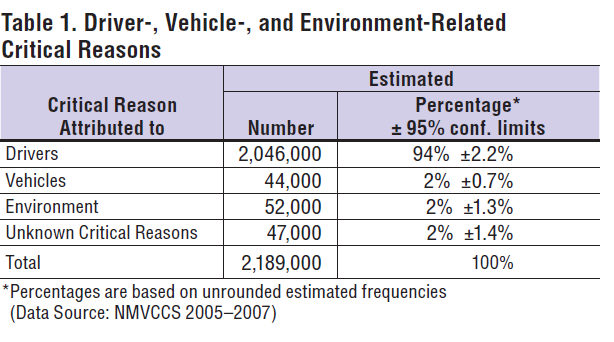 Table 1. Driver-, Vehicle-, and Environment-Related
Critical Reasons
Estimated
Critical Reason
Attributed to
Number
Percentage*
± 95% conf. limits
Drivers 2,046,000 94% ±2.2%
Vehicles 44,000 2% ±0.7%
Environment 52,000 2% ±1.3%
Unknown Critical Reasons 47,000 2% ±1.4%
Total 2,189,000 100%
*Percentages are based on unrounded estimated frequencies
(Data Source: NMVCCS 2005–2007)